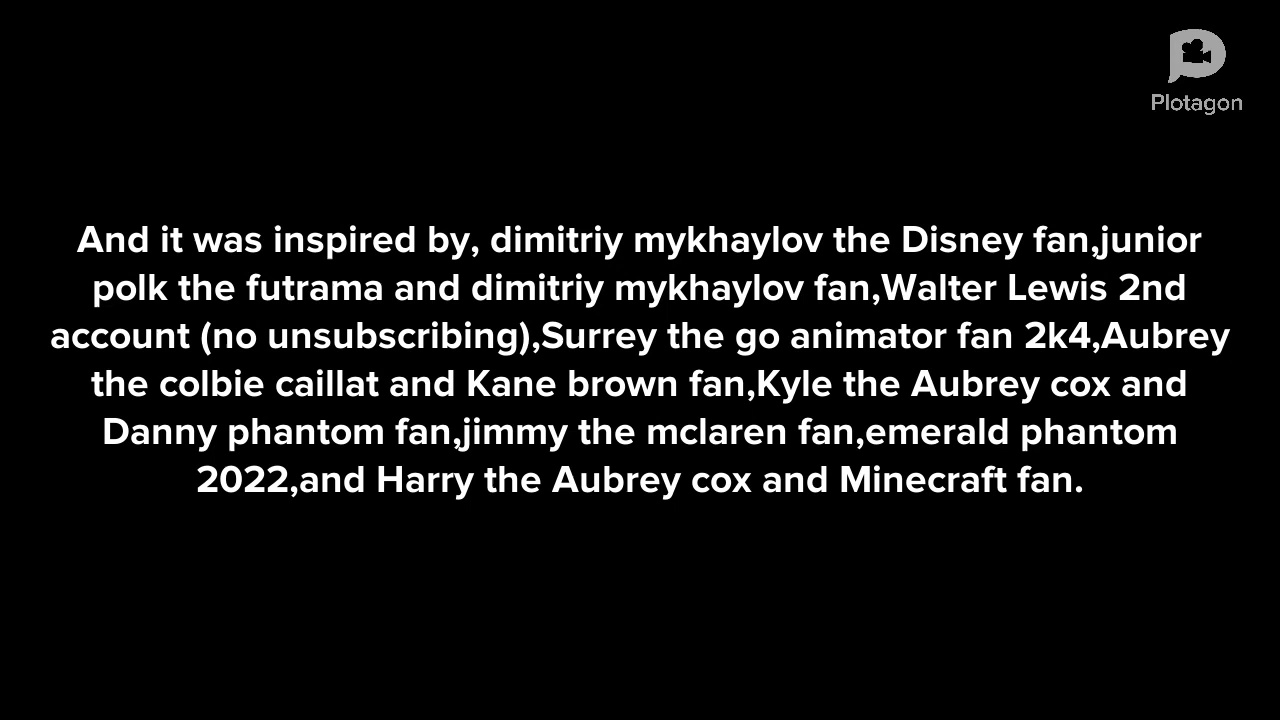 Plotagon
And it was inspired by, dimitriy mykhaylov the Disney fan,junior
polk the futrama and dimitriy mykhaylov fan,Walter Lewis 2nd
account (no unsubscribing),Surrey the go animator fan 2k4,Aubrey
the colbie caillat and Kane brown fan,Kyle the Aubrey cox and
Danny phantom fan,jimmy the mclaren fan,emerald phantom
2022,and Harry the Aubrey cox and Minecraft fan.